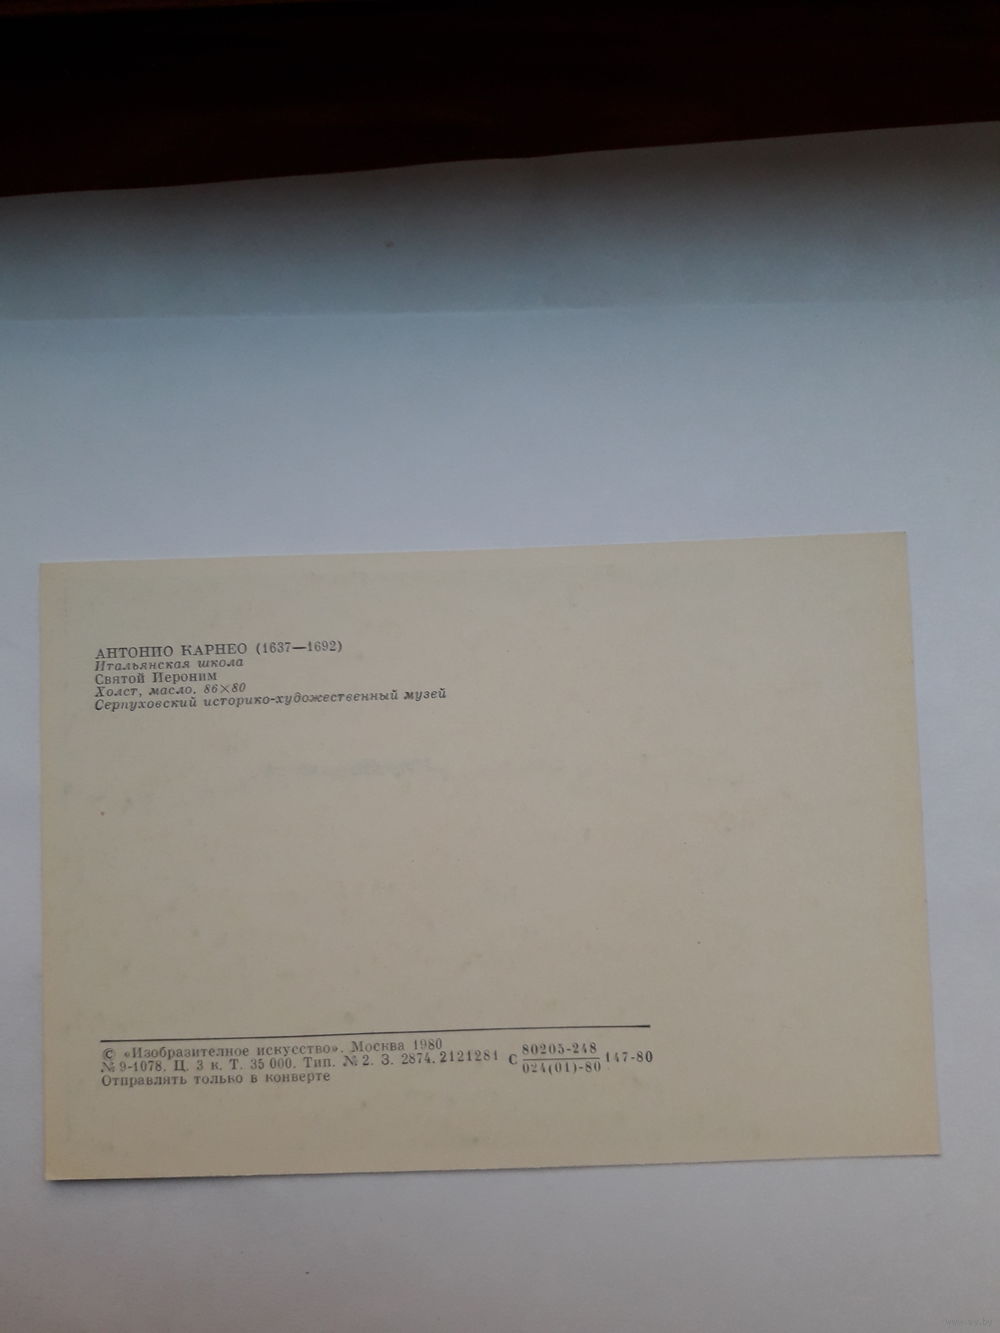 АНТОНИО КАРНЕО (1637—1692)
Итальянская школа
Святой Иероним
Холст, масло. 86×80
Серпуховский историко-художественный музей
© «Изобразителное искусство». Москва 1980
№ 9-1078. Ц. 3 к. Т. 35 000. Тип. № 2. З. 2874. 2121281 С 80205-248 / 024(01)-80 147-80
Отправлять только в конверте